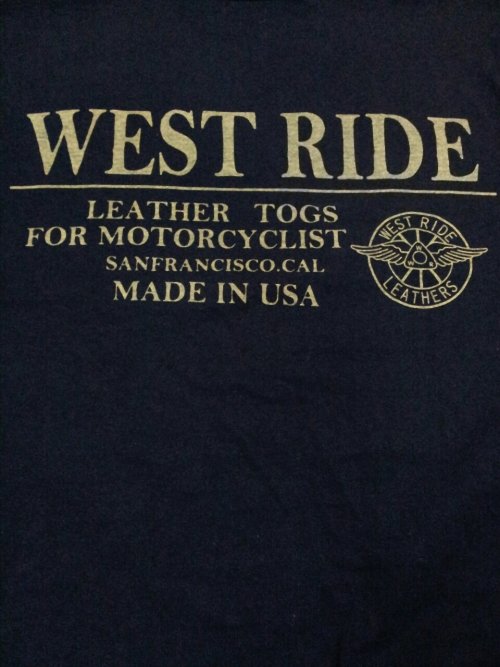 WEST RIDE
LEATHER TOGS
FOR MOTORCYCLIST
SANFRANCISCO.CAL
MADE IN USA
WEST RIDE
LEATHERS